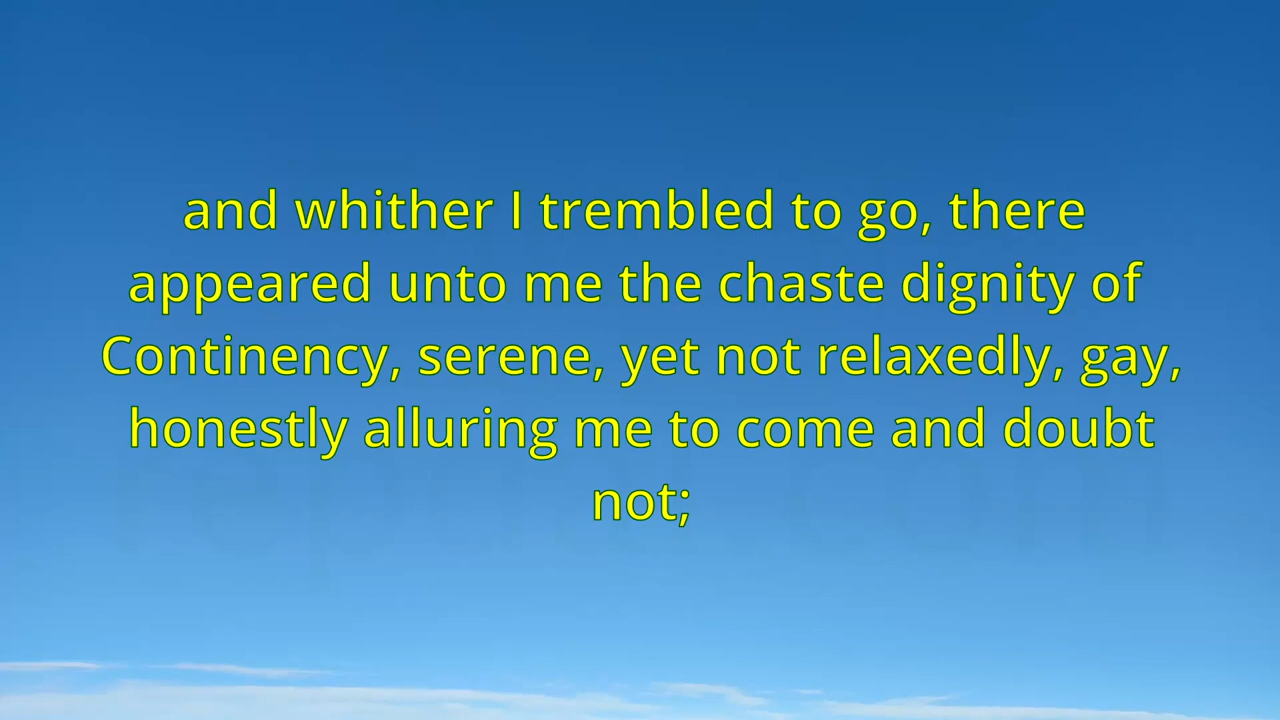 and whither I trembled to go, there
appeared unto me the chaste dignity of
Continency, serene, yet not relaxedly, gay,
honestly alluring me to come and doubt
not;